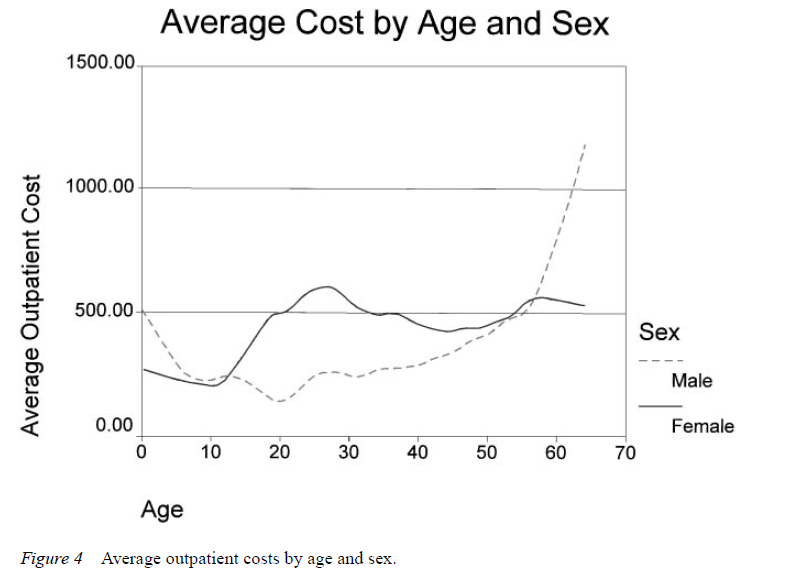 Average Cost by Age and Sex
Average Outpatient Cost
1500.00
1000.00
500.00
0.00
0 10 20 30 40 50 60 70
Age
Sex
Male
Female
Figure 4 Average outpatient costs by age and sex.